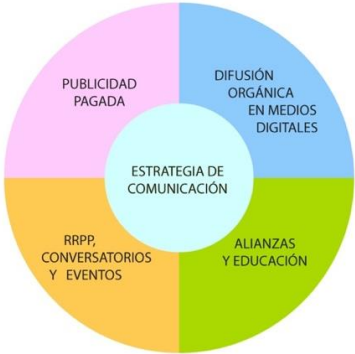 PUBLICIDAD
PAGADA
DIFUSIÓN
ORGÁNICA
EN MEDIOS
DIGITALES
ESTRATEGIA DE
COMUNICACIÓN
RRPP,
CONVERSATORIOS
Y EVENTOS
ALIANZAS
Y EDUCACIÓN